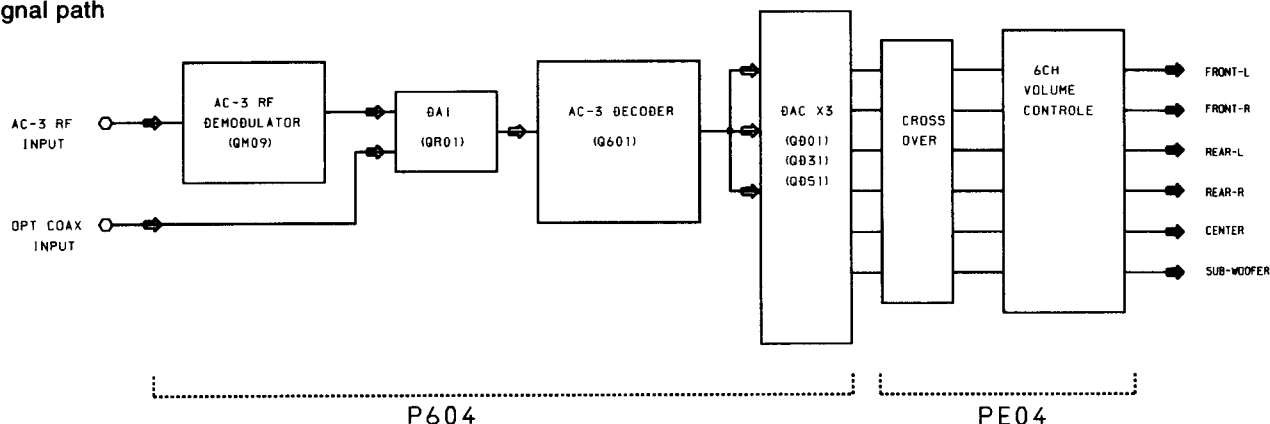 gnal path
AC-3 RF
INPUT
OPT COAX
INPUT
AC-3 RF
DEMODULATOR
(QM09)
DAI
(QR01)
AC-3 DECODER
(Q601)
DAC X3
(QD01)
(QD31)
(QD51)
CROSS
OVER
6CH
VOLUME
CONTROLE
FRONT-L
FRONT-R
REAR-L
REAR-R
CENTER
SUB-WOOFER
P604
PE04